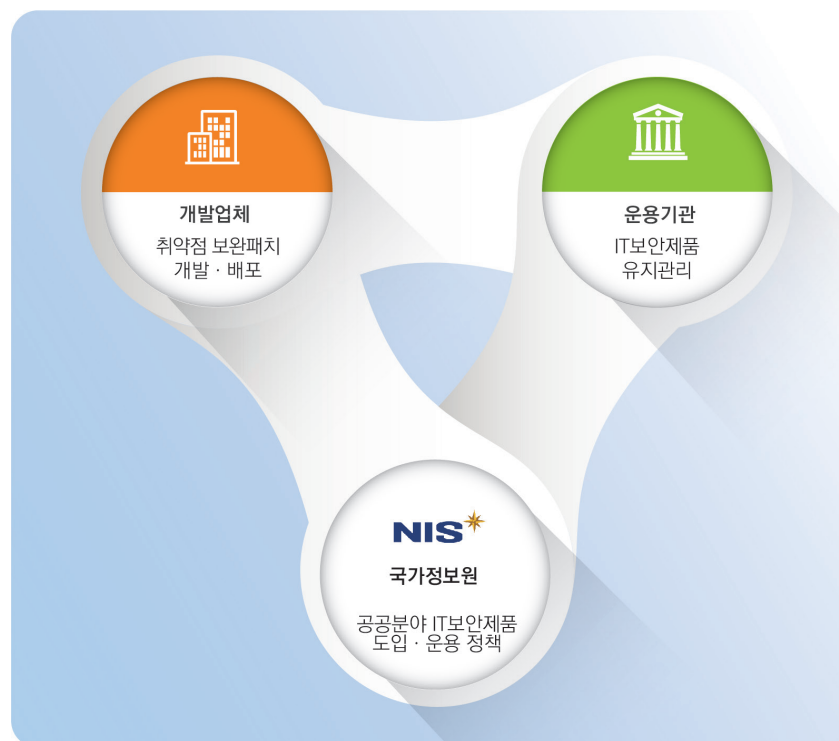 개발업체
취약점 보완패치
개발 · 배포
운용기관
IT보안제품
유지관리
NIS
국가정보원
공공분야 IT보안제품
도입 · 운용 정책